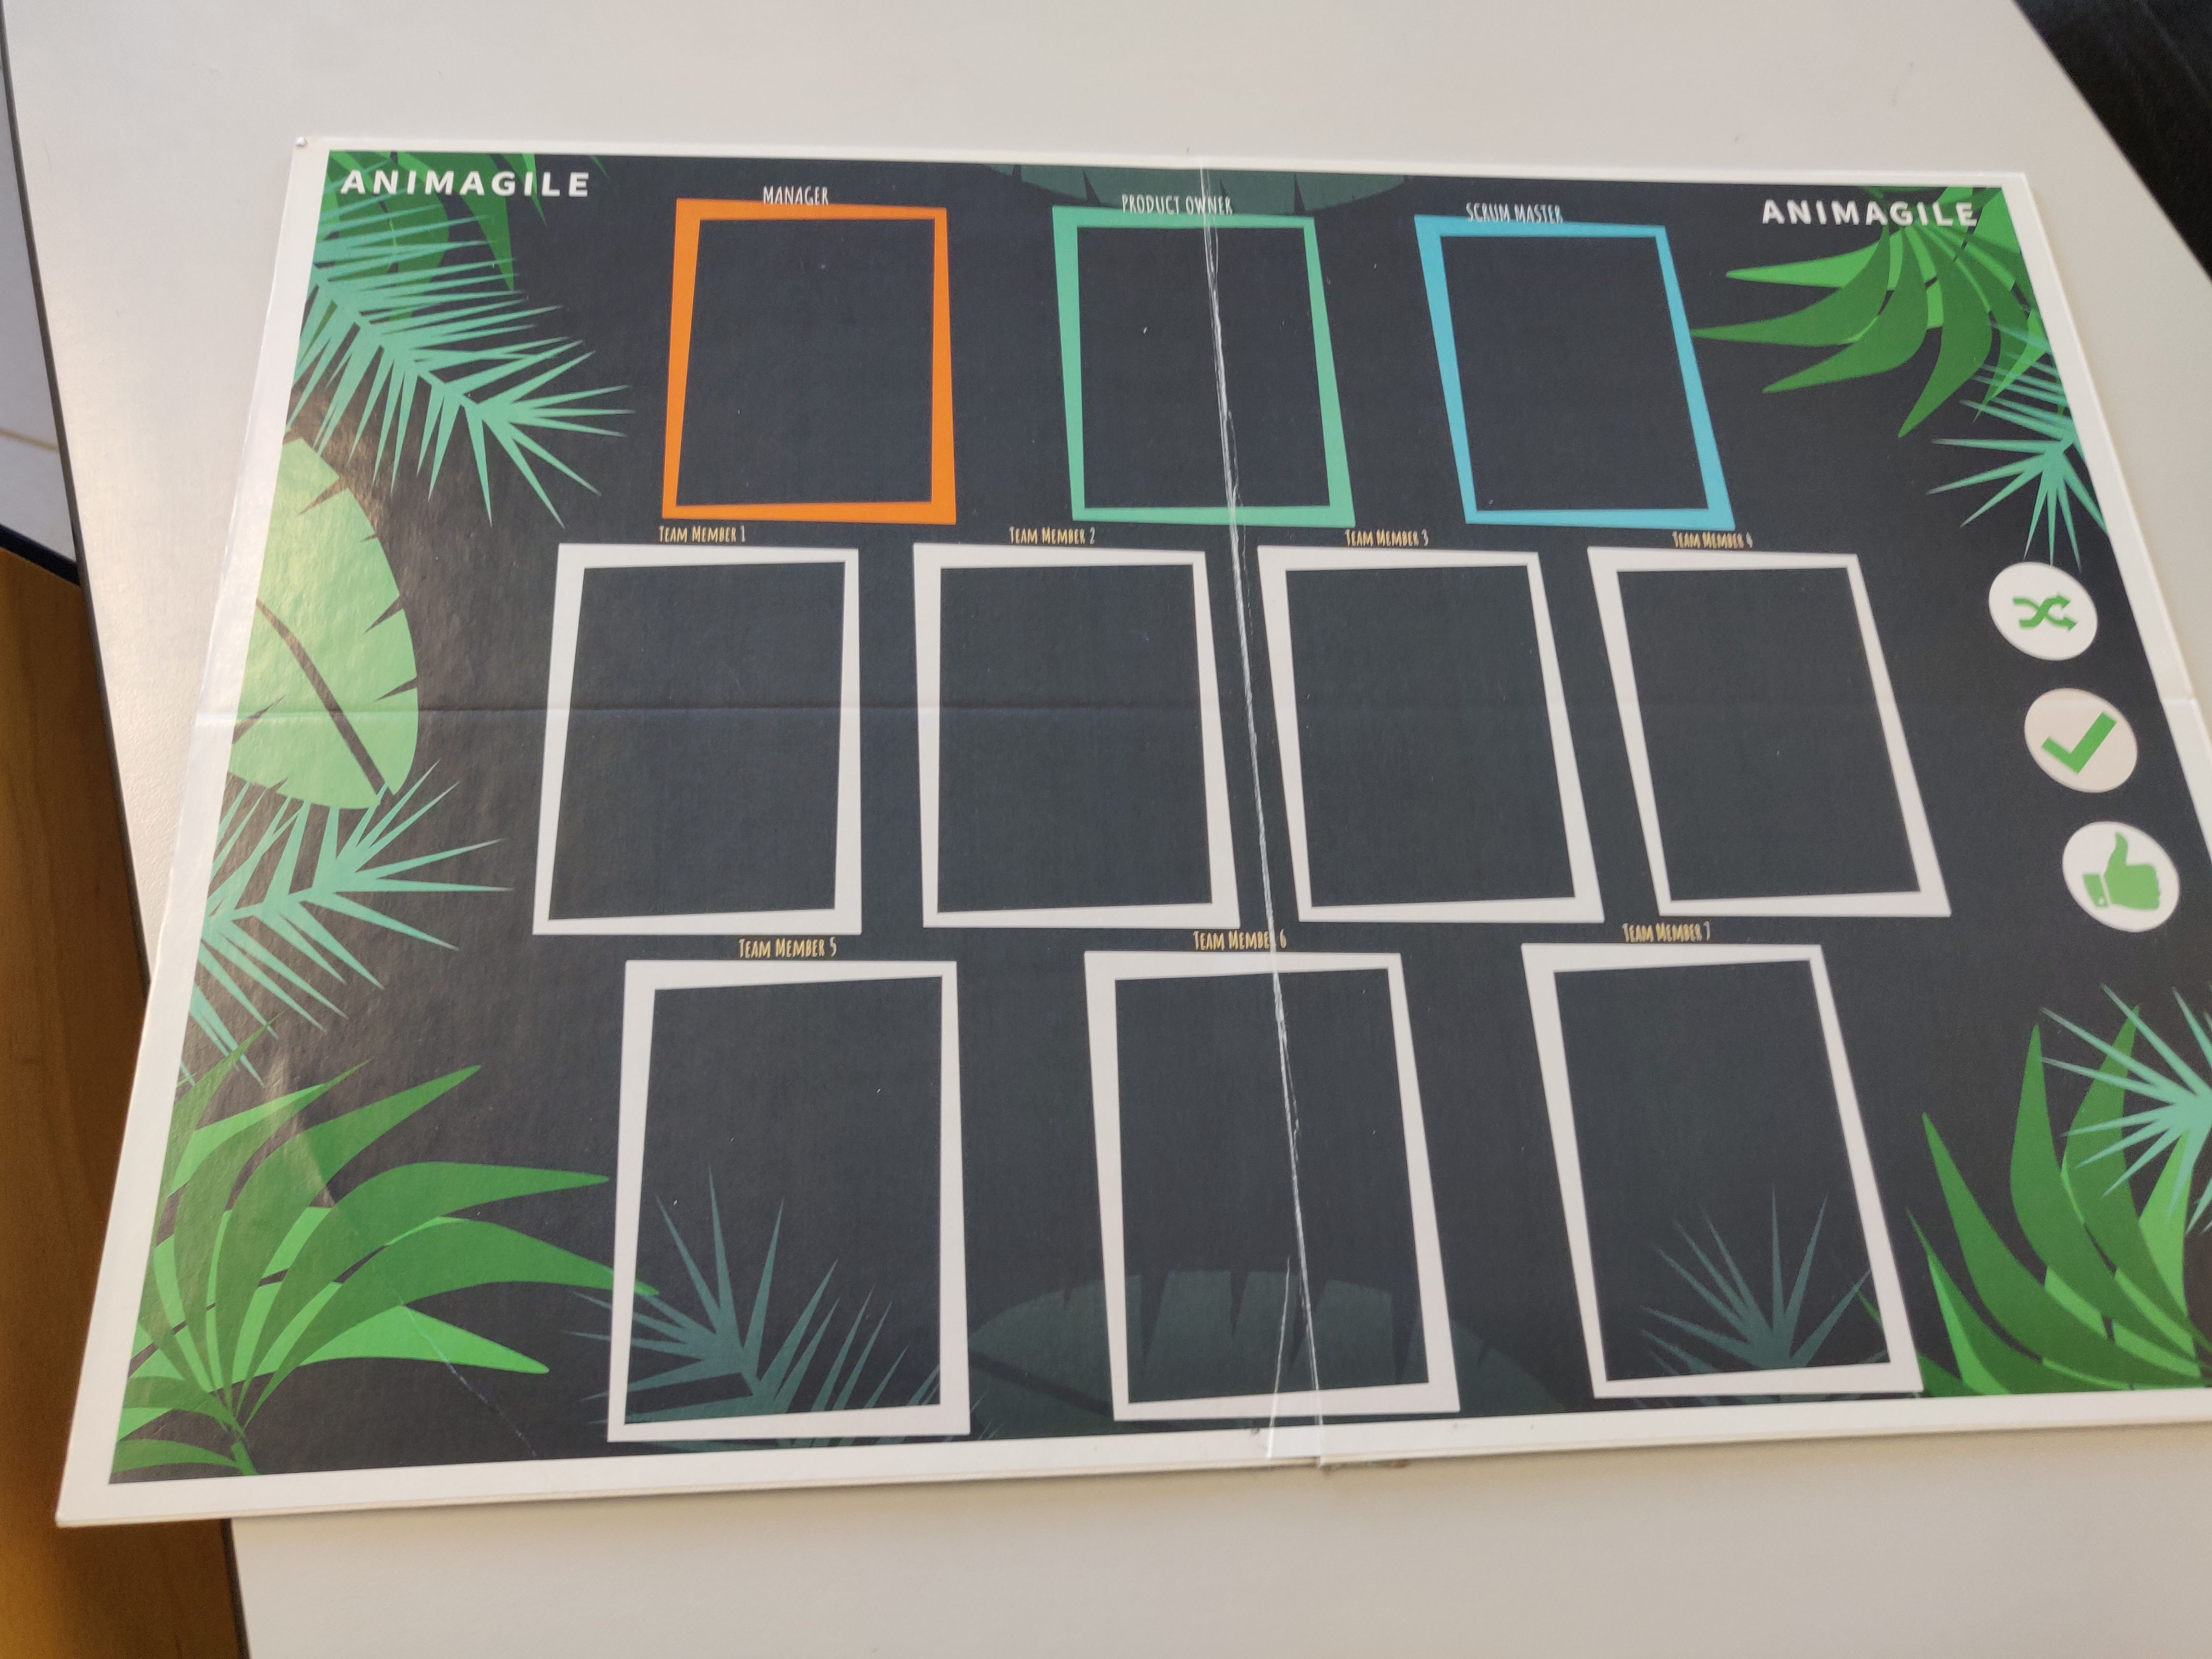 ANIMAGILE
MANAGER
PRODUCT OWNER
SCRUM MASTER
ANIMAGILE
TEAM MEMBER 1
TEAM MEMBER 2
TEAM MEMBER 3
TEAM MEMBER 4
TEAM MEMBER 5
TEAM MEMBER 6
TEAM MEMBER 7